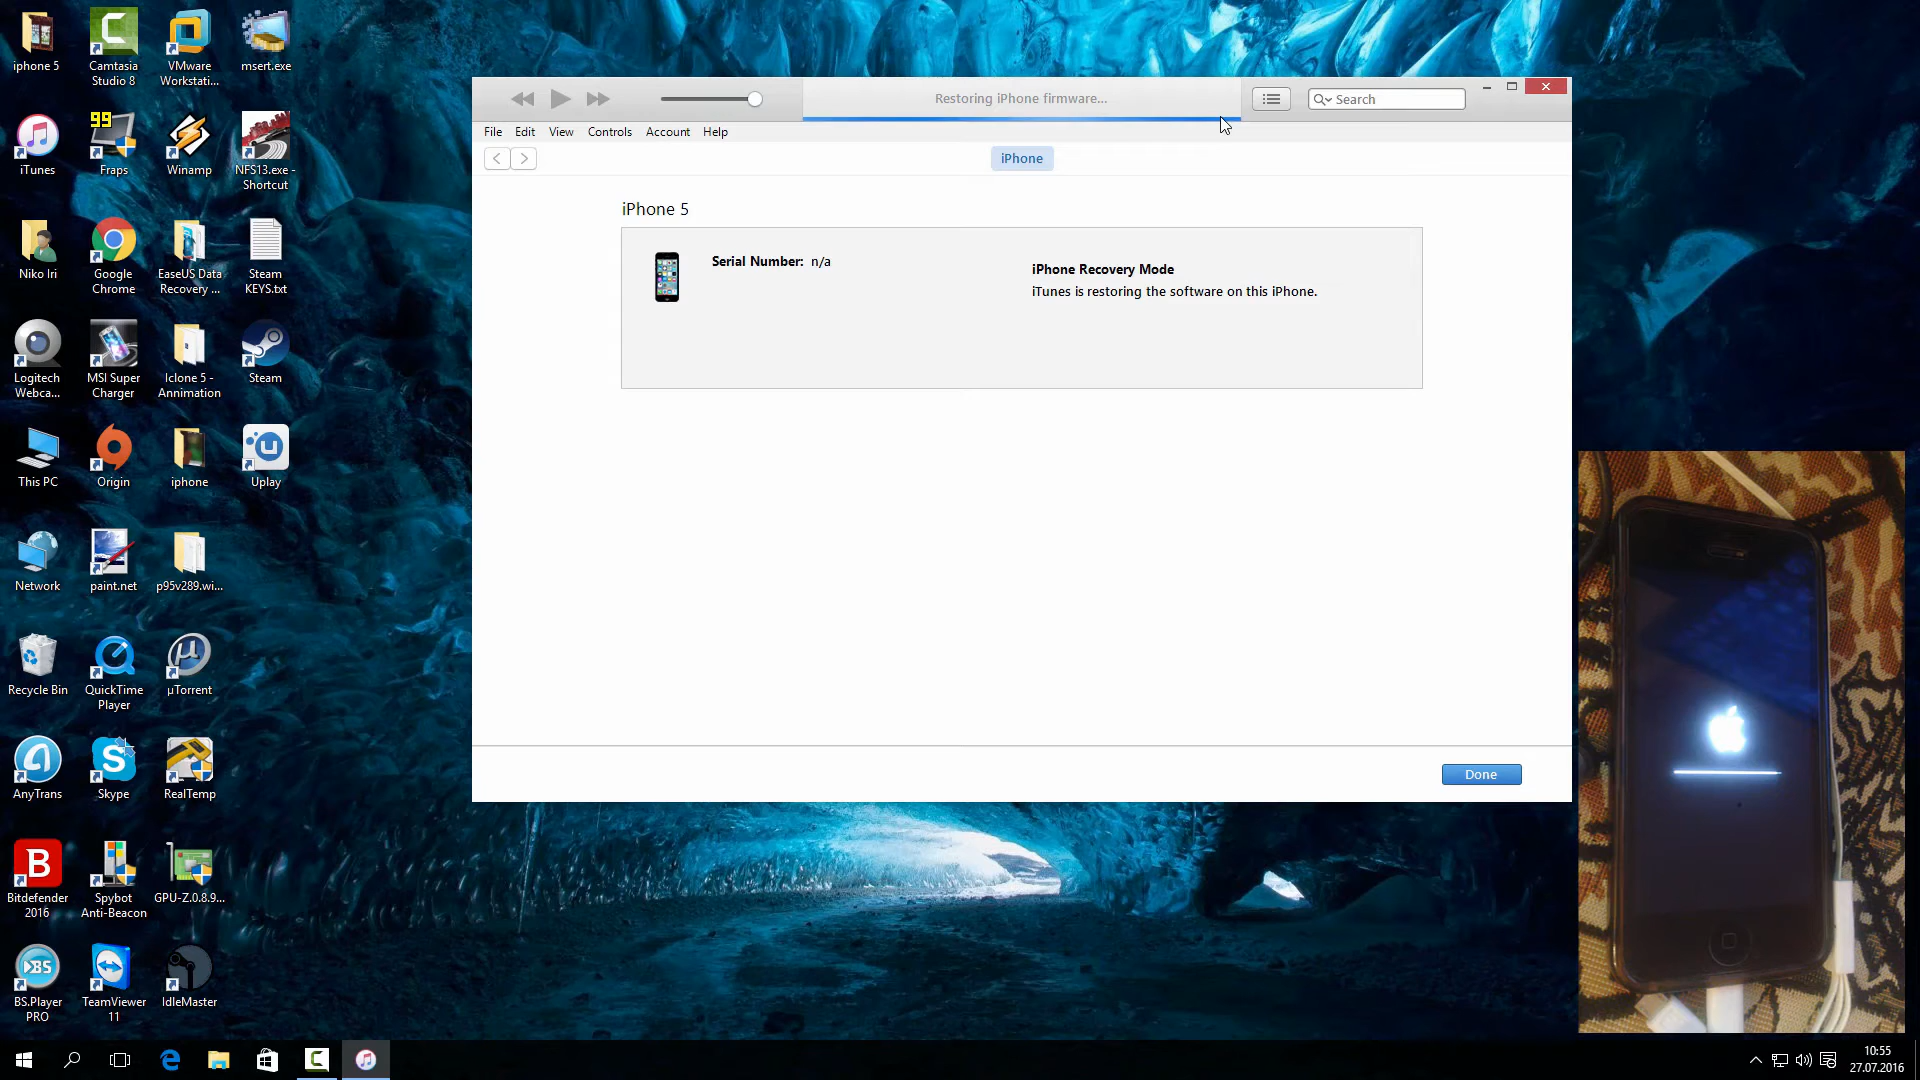 iphone 5
Camtasia
Studio 8
VMware
Workstati...
msert.exe
iTunes
99
Fraps
Winamp
NFS13.exe -
Shortcut
Niko Iri
Google
Chrome
EaseUS Data
Recovery ...
Steam
KEYS.txt
Logitech
Webca...
MSI Super
Charger
Iclone 5 -
Annimation
Steam
This PC
Origin
iphone
Uplay
Network
paint.net
p95v289.wi...
Recycle Bin
QuickTime
Player
µTorrent
AnyTrans
Skype
RealTemp
Bitdefender
2016
Spybot
Anti-Beacon
GPU-Z.0.8.9...
BS.Player
PRO
TeamViewer
11
IdleMaster
Restoring iPhone firmware...
Search
File Edit View Controls Account Help
iPhone
iPhone 5
Serial Number: n/a
iPhone Recovery Mode
iTunes is restoring the software on this iPhone.
Done
10:55
27.07.2016